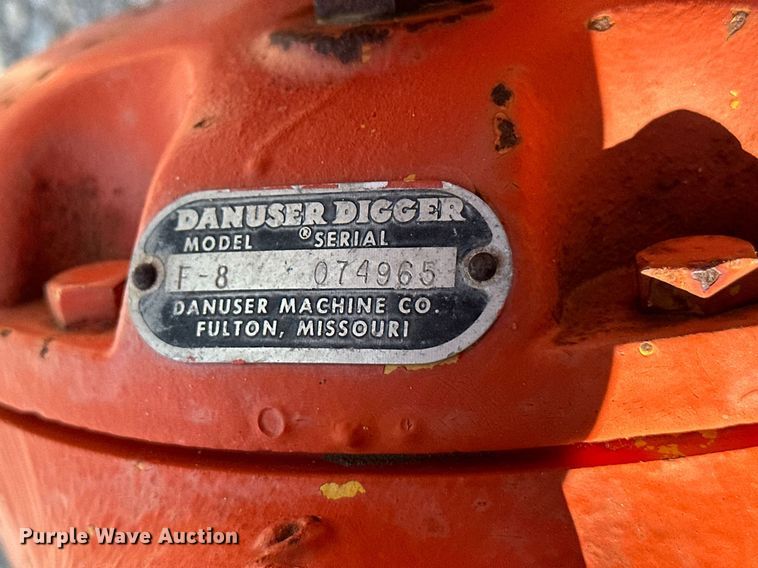 DANUSER DIGGER
MODEL ® SERIAL
F-8 074965
DANUSER MACHINE CO.
FULTON, MISSOURI
Purple Wave Auction